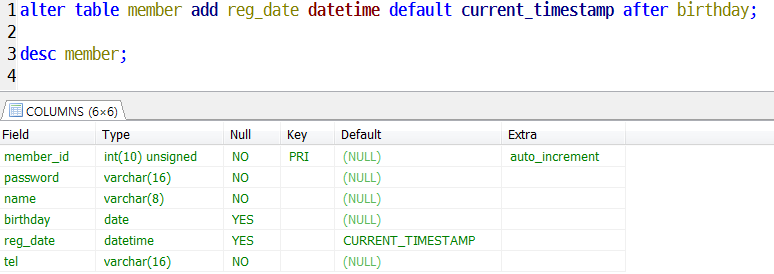 1 alter table member add reg_date datetime default current_timestamp after birthday;
2
3 desc member;
4
COLUMNS (6×6)
Field Type Null Key Default Extra
member_id int(10) unsigned NO PRI (NULL) auto_increment
password varchar(16) NO (NULL)
name varchar(8) NO (NULL)
birthday date YES (NULL)
reg_date datetime YES CURRENT_TIMESTAMP
tel varchar(16) NO (NULL)